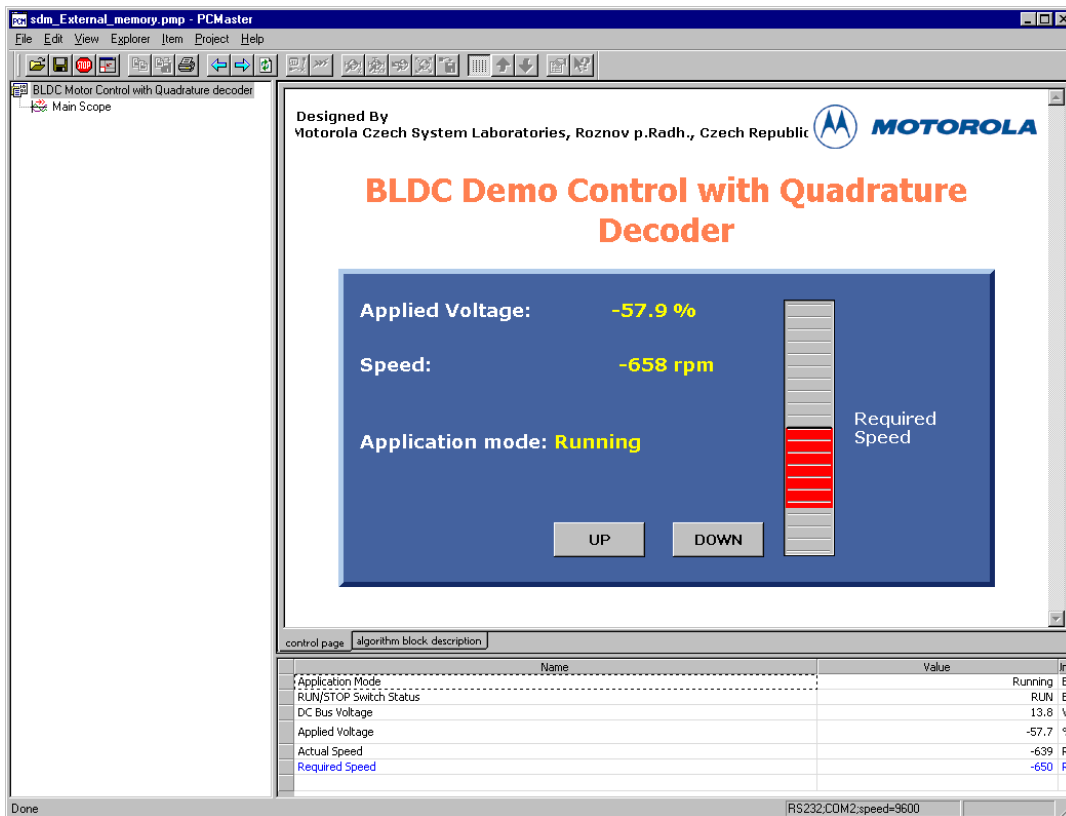 sdm_External_memory.pmp - PCMaster
File Edit View Explorer Item Project Help
STOP
BLDC Motor Control with Quadrature decoder
Main Scope
Designed By
Motorola Czech System Laboratories, Roznov p.Radh., Czech Republic
MOTOROLA
BLDC Demo Control with Quadrature
Decoder
Applied Voltage: -57.9 %
Speed: -658 rpm
Required
Speed
Application mode: Running
UP DOWN
control page algorithm block description
Name Value
Application Mode Running
RUN/STOP Switch Status RUN
DC Bus Voltage 13.8
Applied Voltage -57.7
Actual Speed -639
Required Speed -650
Done RS232;COM2;speed=9600